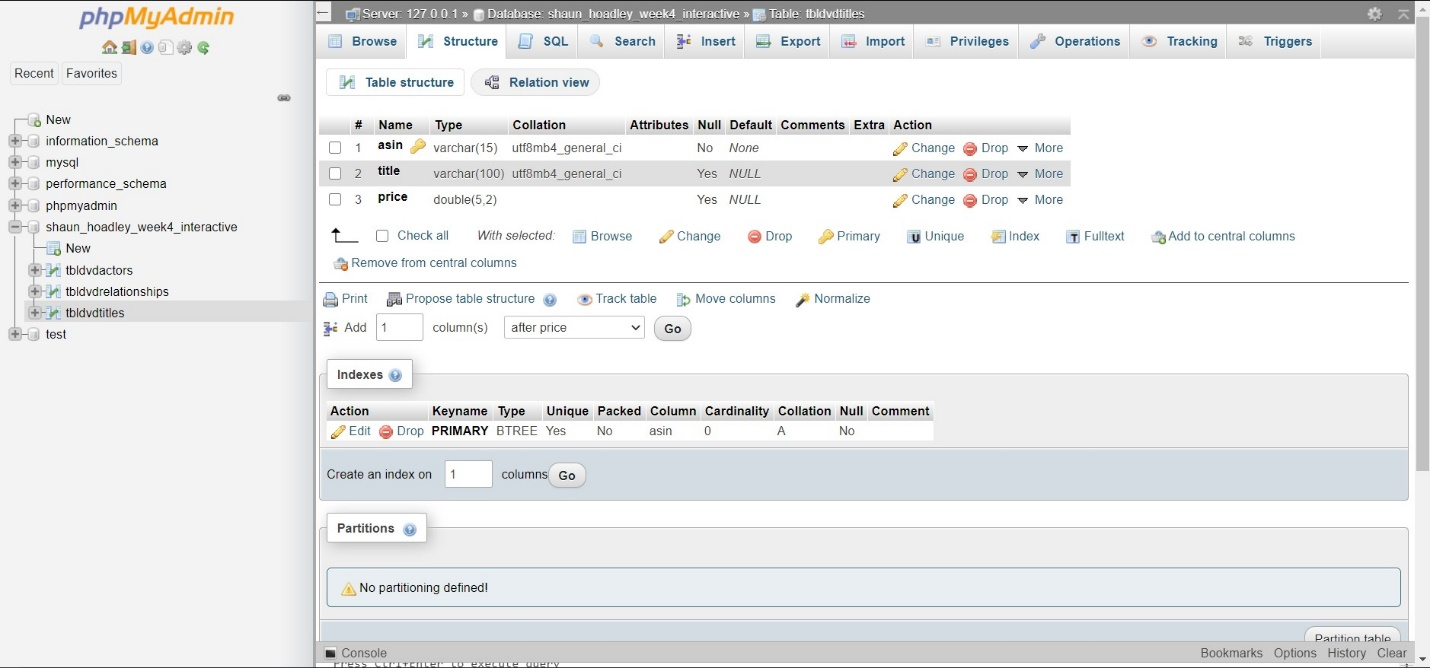 phpMyAdmin
Recent Favorites
New
information_schema
mysql
performance_schema
phpmyadmin
shaun_hoadley_week4_interactive
New
tbldvdactors
tbldvdrelationships
tbldvdtitles
test
Server: 127.0.0.1 » Database: shaun_hoadley_week4_interactive » Table: tbldvdtitles
Browse Structure SQL Search Insert Export Import Privileges Operations Tracking Triggers
Table structure Relation view
# Name Type Collation Attributes Null Default Comments Extra Action
1 asin varchar(15) utf8mb4_general_ci No None Change Drop More
2 title varchar(100) utf8mb4_general_ci Yes NULL Change Drop More
3 price double(5,2) Yes NULL Change Drop More
Check all With selected: Browse Change Drop Primary Unique Index Fulltext Add to central columns
Remove from central columns
Print Propose table structure Track table Move columns Normalize
Add 1 column(s) after price Go
Indexes
Action Keyname Type Unique Packed Column Cardinality Collation Null Comment
Edit Drop PRIMARY BTREE Yes No asin 0 A No
Create an index on 1 columns Go
Partitions
No partitioning defined!
Partition table
Console Bookmarks Options History Clear
Press Ctrl+Enter to execute query